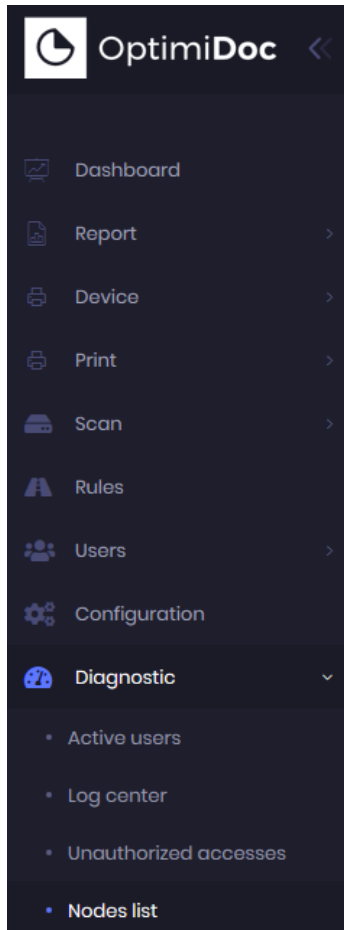 OptimiDoc
Dashboard
Report
Device
Print
Scan
Rules
Users
Configuration
Diagnostic
Active users
Log center
Unauthorized accesses
Nodes list